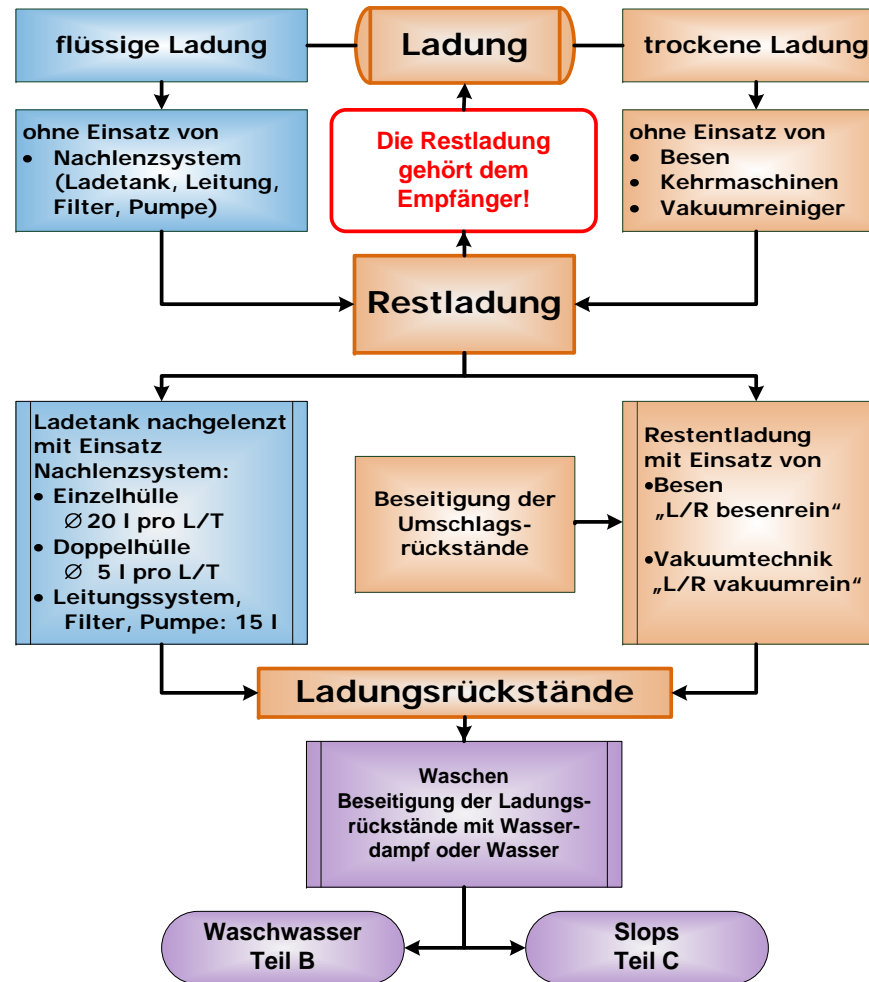 flüssige Ladung
Ladung
trockene Ladung
ohne Einsatz von
• Nachlenzsystem
(Ladetank, Leitung,
Filter, Pumpe)
Die Restladung
gehört dem
Empfänger!
ohne Einsatz von
• Besen
• Kehrmaschinen
• Vakuumreiniger
Restladung
Ladetank nachgelenzt
mit Einsatz
Nachlenzsystem:
• Einzelhülle
∅ 20 l pro L/T
• Doppelhülle
∅ 5 l pro L/T
• Leitungssystem,
Filter, Pumpe: 15 l
Beseitigung der
Umschlags-
rückstände
Restentladung
mit Einsatz von
•Besen
„L/R besenrein“
•Vakuumtechnik
„L/R vakuumrein“
Ladungsrückstände
Waschen
Beseitigung der Ladungs-
rückstände mit Wasser-
dampf oder Wasser
Waschwasser
Teil B
Slops
Teil C